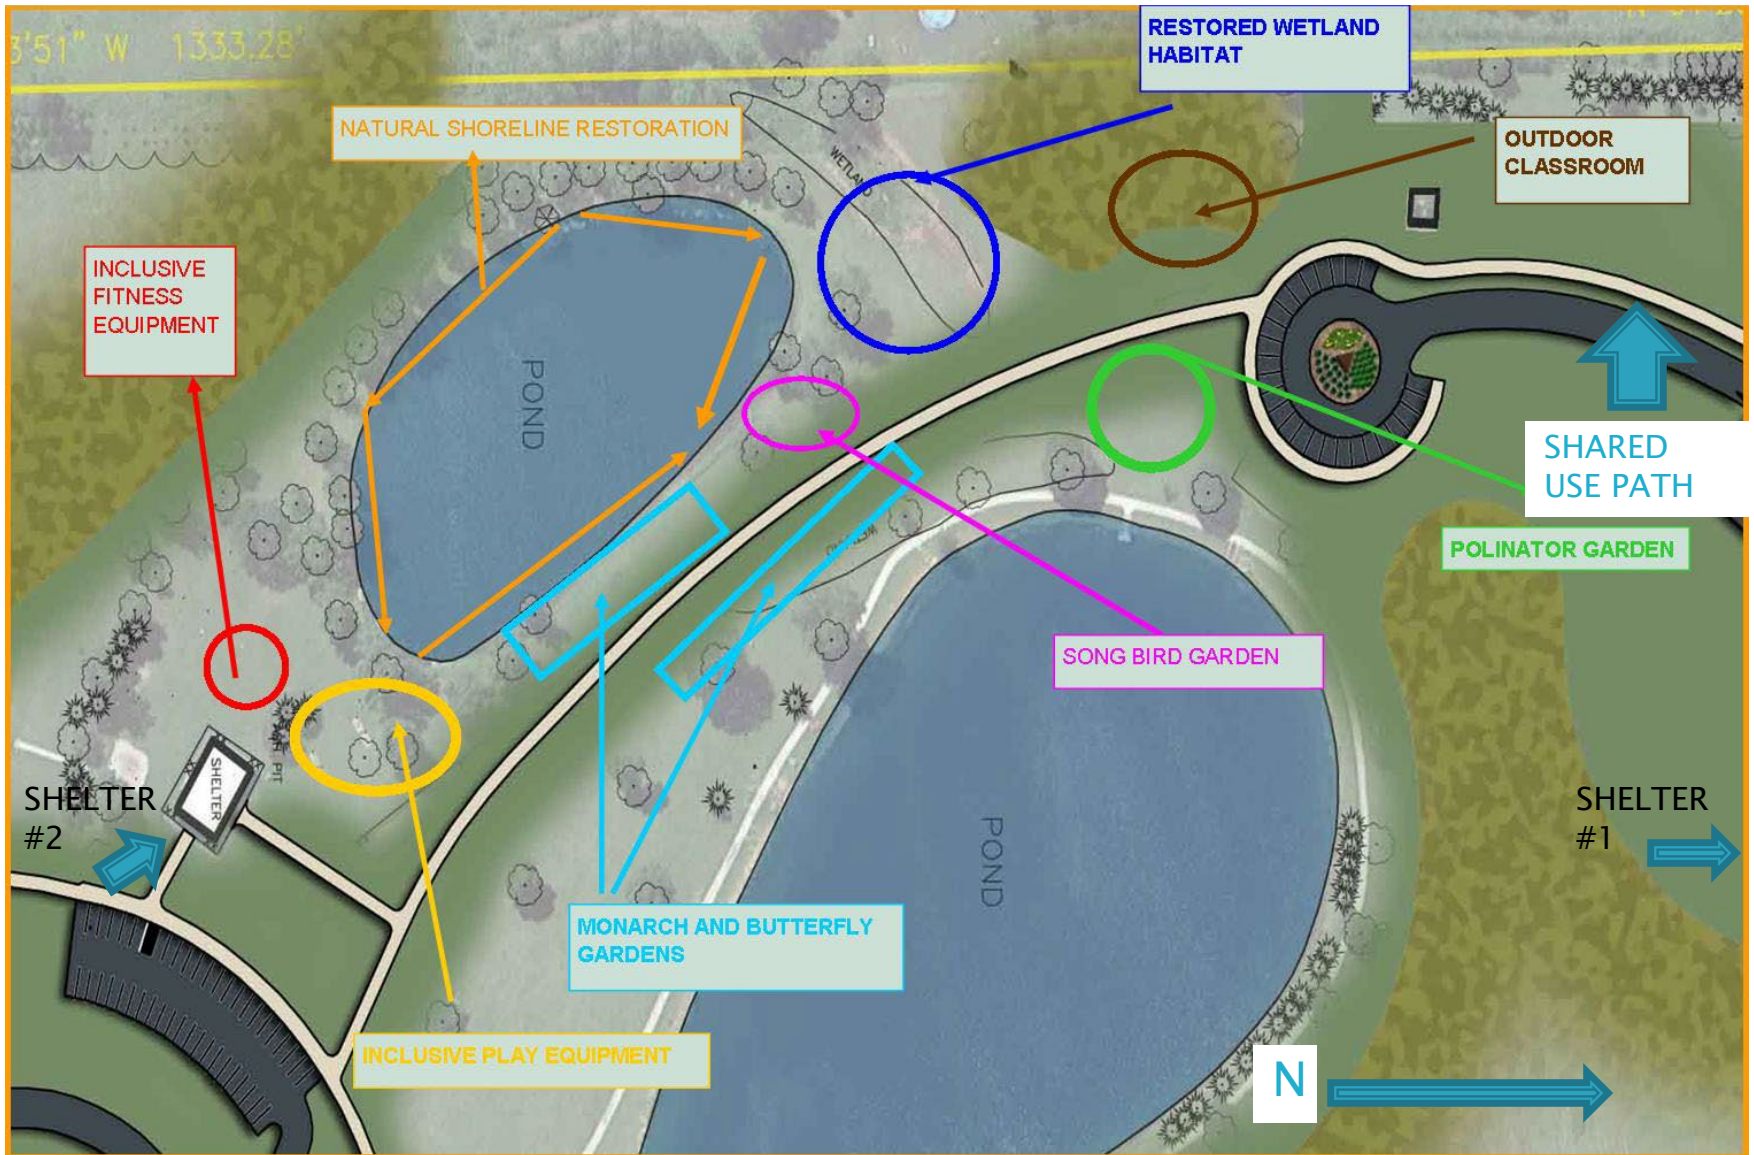 3'51" W 1333.28'
RESTORED WETLAND
HABITAT
NATURAL SHORELINE RESTORATION
OUTDOOR
CLASSROOM
WETLAND
INCLUSIVE
FITNESS
EQUIPMENT
POND
SHARED
USE PATH
POLINATOR GARDEN
SONG BIRD GARDEN
SHELTER
PIT
SHELTER
#2
SHELTER
#1
POND
MONARCH AND BUTTERFLY
GARDENS
INCLUSIVE PLAY EQUIPMENT
N